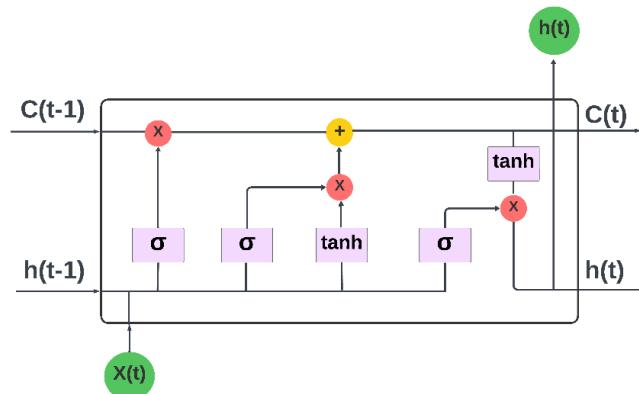 h(t)
C(t-1)
C(t)
X
+
tanh
X
X
σ
σ
tanh
σ
h(t-1)
h(t)
X(t)